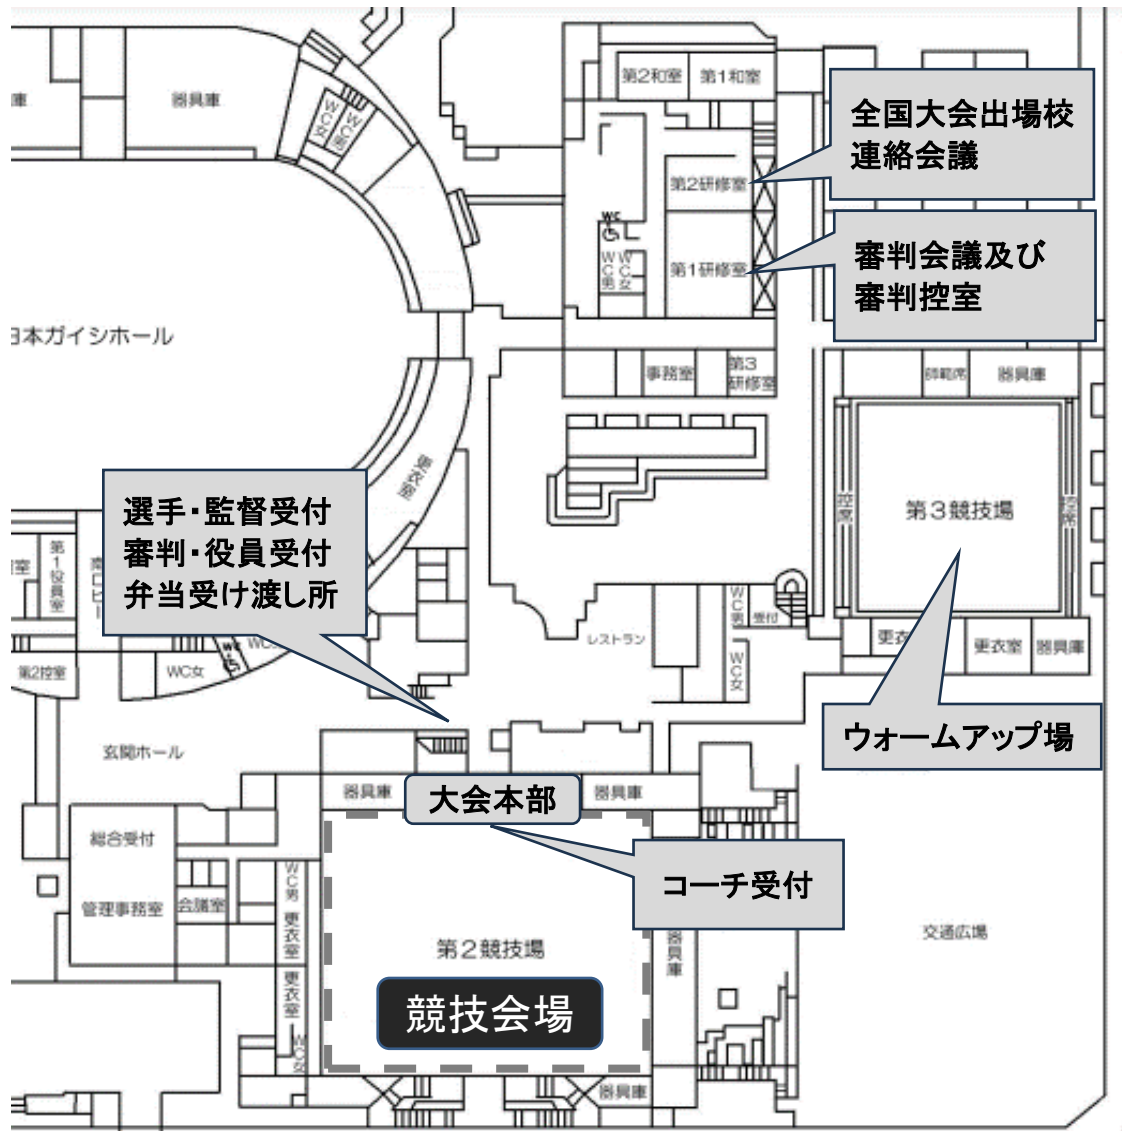 第2和室
第1和室
庫
器具庫
WC女
WC男
全国大会出場校
連絡会議
第2研修室
WC
WC男
WC女
第1研修室
審判会議及び
審判控室
日本ガイシホール
事務室
第3
研修室
師範席
器具庫
更衣室
選手・監督受付
審判・役員受付
弁当受け渡し所
控席
第3競技場
控席
第1役員室
室
南ロビー
WC男
受付
レストラン
WC女
更衣
更衣室
器具庫
第2控室
WC女
WC
WC
ウォームアップ場
玄関ホール
器具庫
大会本部
器具庫
総合受付
コーチ受付
管理事務室
会議室
WC男
更衣室
第2競技場
器具庫
交通広場
更衣室
競技会場
WC女
器具庫